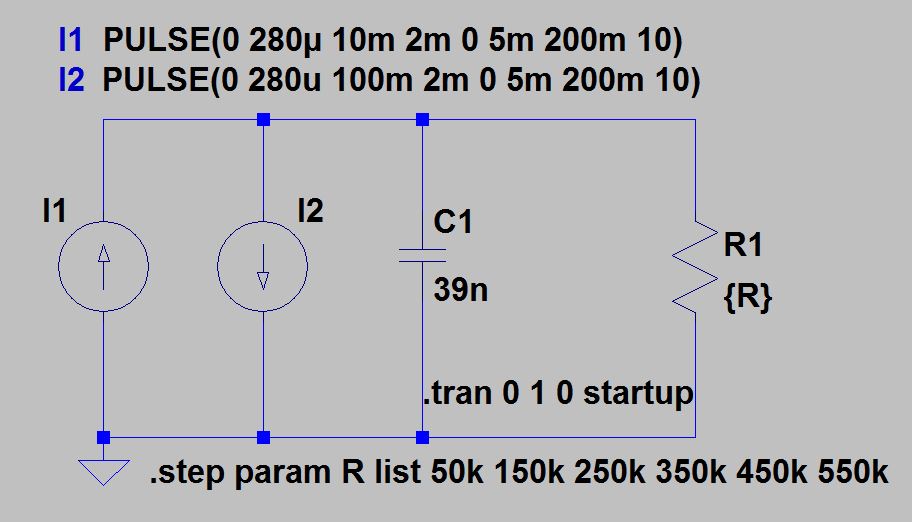 I1 PULSE(0 280µ 10m 2m 0 5m 200m 10)
I2 PULSE(0 280u 100m 2m 0 5m 200m 10)
I1
I2
C1
39n
R1
{R}
.tran 0 1 0 startup
.step param R list 50k 150k 250k 350k 450k 550k